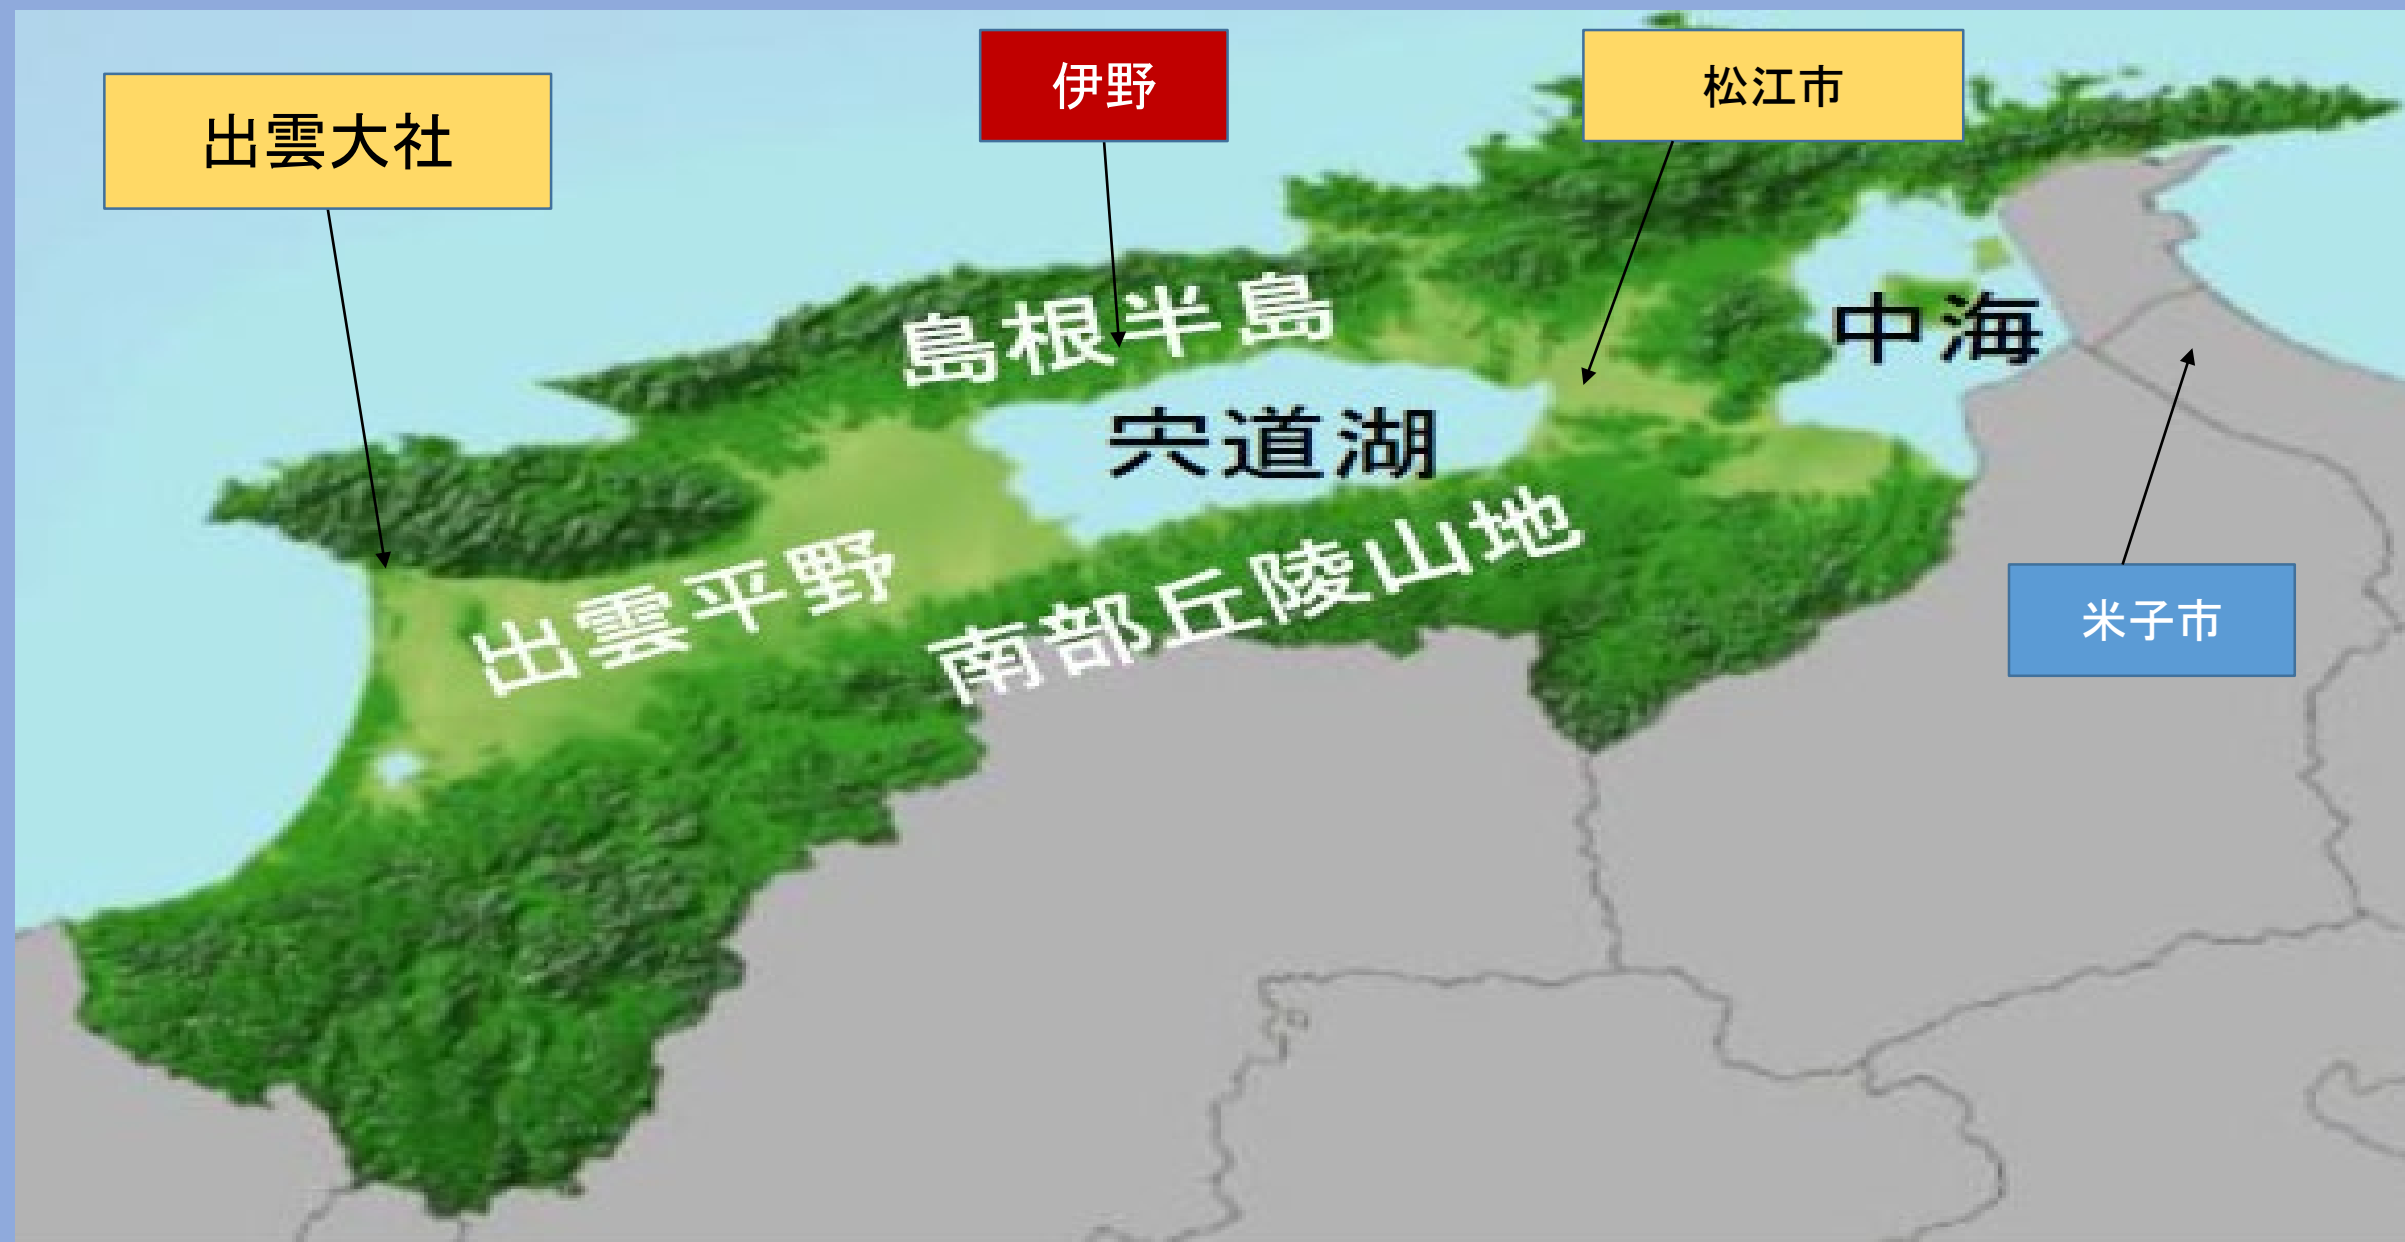 伊野
松江市
出雲大社
島根半島
中海
宍道湖
出雲平野
南部丘陵山地
米子市